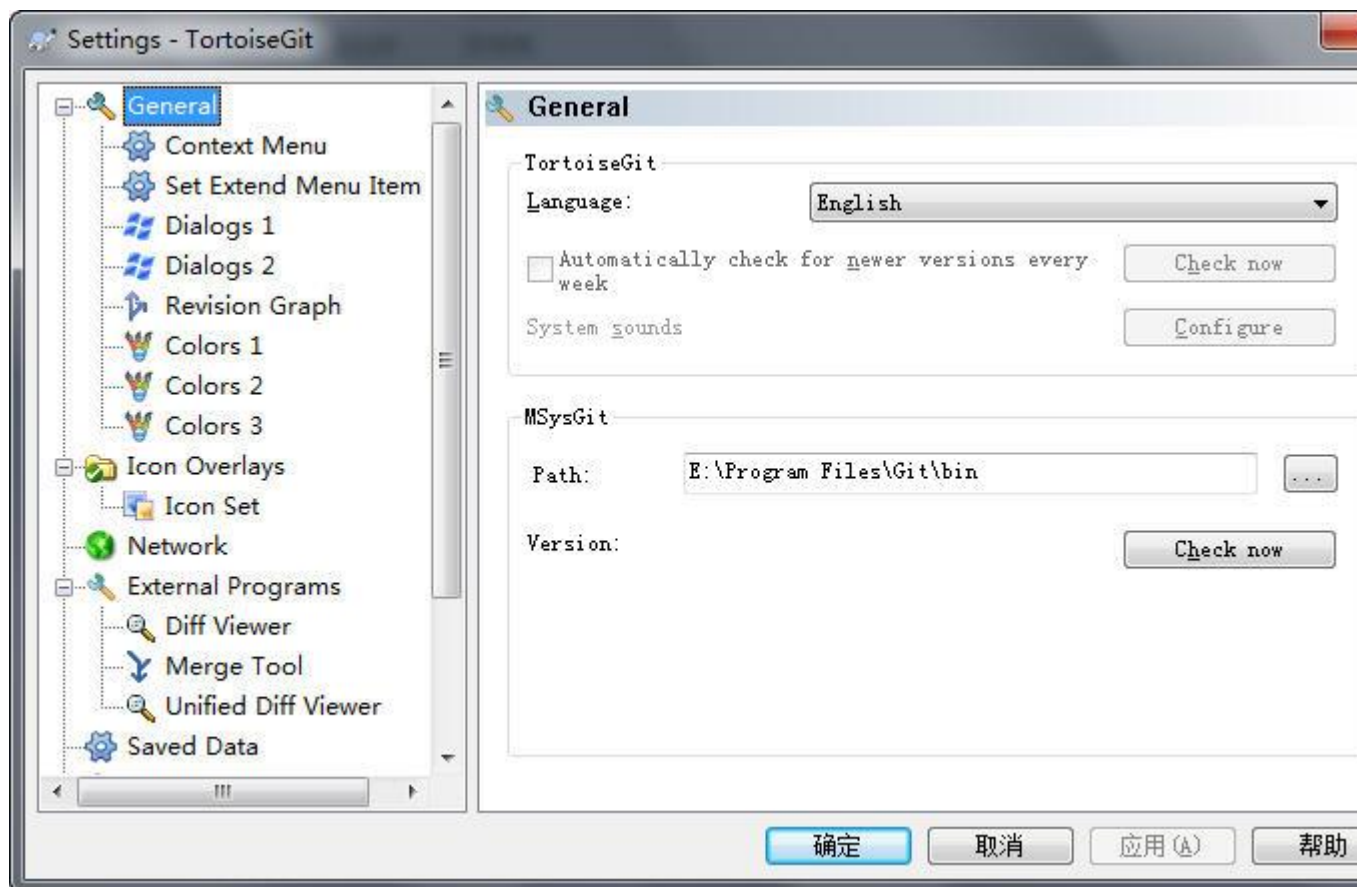 Settings - TortoiseGit
General
Context Menu
Set Extend Menu Item
Dialogs 1
Dialogs 2
Revision Graph
Colors 1
Colors 2
Colors 3
Icon Overlays
Icon Set
Network
External Programs
Diff Viewer
Merge Tool
Unified Diff Viewer
Saved Data
General
TortoiseGit
Language:
English
Automatically check for newer versions every
week
Check now
System sounds
Configure
MSysGit
Path:
E:\Program Files\Git\bin
...
Version:
Check now
确定
取消
应用(A)
帮助